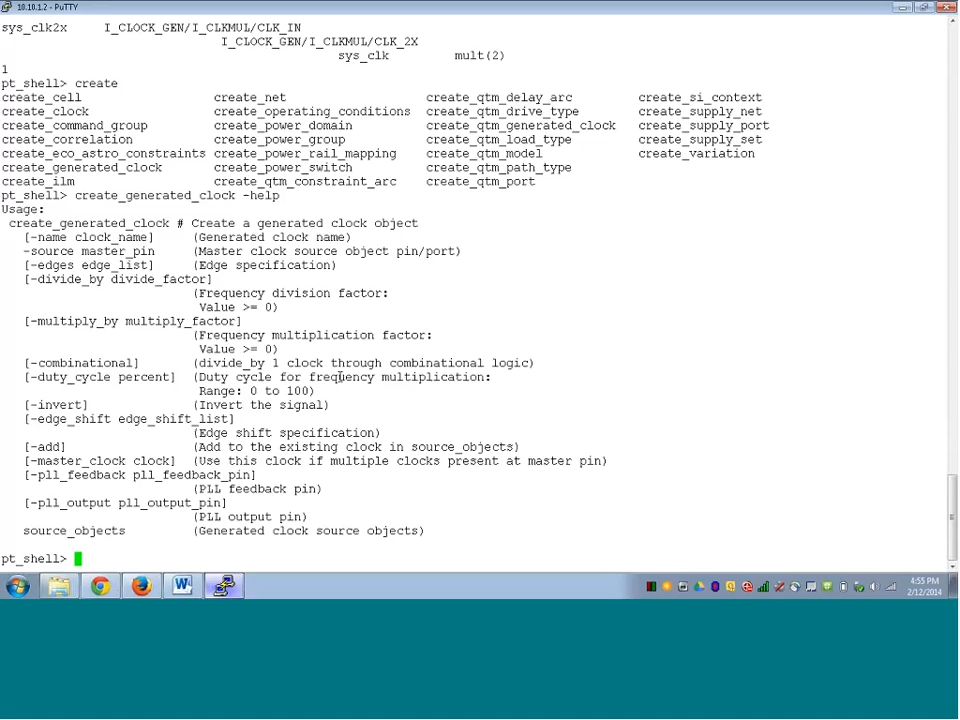 10.10.1.2 - PuTTY
sys_clk2x I_CLOCK_GEN/I_CLKMUL/CLK_IN
I_CLOCK_GEN/I_CLKMUL/CLK_2X
sys_clk mult(2)
1
pt_shell> create
create_cell create_net create_qtm_delay_arc create_si_context
create_clock create_operating_conditions create_qtm_drive_type create_supply_net
create_command_group create_power_domain create_qtm_generated_clock create_supply_port
create_correlation create_power_group create_qtm_load_type create_supply_set
create_eco_astro_constraints create_power_rail_mapping create_qtm_model create_variation
create_generated_clock create_power_switch create_qtm_path_type
create_ilm create_qtm_constraint_arc create_qtm_port
pt_shell> create_generated_clock -help
Usage:
create_generated_clock # Create a generated clock object
[-name clock_name] (Generated clock name)
-source master_pin (Master clock source object pin/port)
[-edges edge_list] (Edge specification)
[-divide_by divide_factor]
(Frequency division factor:
Value >= 0)
[-multiply_by multiply_factor]
(Frequency multiplication factor:
Value >= 0)
[-combinational] (divide_by 1 clock through combinational logic)
[-duty_cycle percent] (Duty cycle for frequency multiplication:
Range: 0 to 100)
[-invert] (Invert the signal)
[-edge_shift edge_shift_list]
(Edge shift specification)
[-add] (Add to the existing clock in source_objects)
[-master_clock clock] (Use this clock if multiple clocks present at master pin)
[-pll_feedback pll_feedback_pin]
(PLL feedback pin)
[-pll_output pll_output_pin]
(PLL output pin)
source_objects (Generated clock source objects)
pt_shell>
4:55 PM
2/12/2014